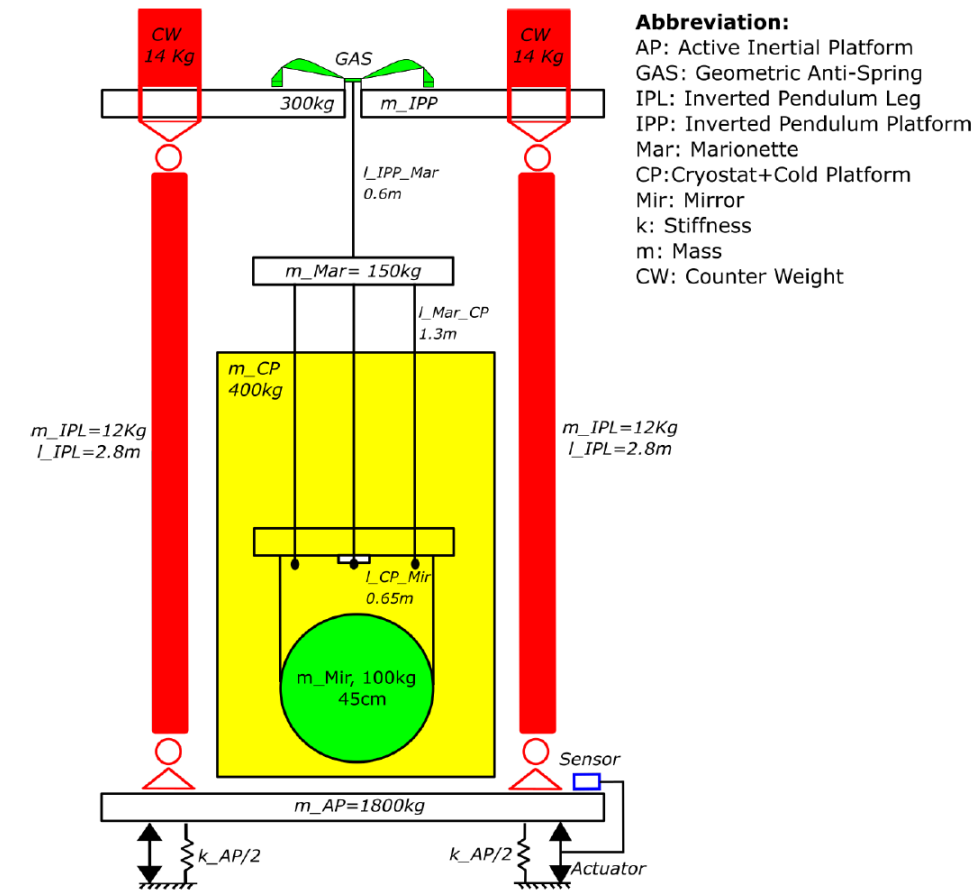 Abbreviation:
AP: Active Inertial Platform
GAS: Geometric Anti-Spring
IPL: Inverted Pendulum Leg
IPP: Inverted Pendulum Platform
Mar: Marionette
CP:Cryostat+Cold Platform
Mir: Mirror
k: Stiffness
m: Mass
CW: Counter Weight
CW
14 Kg
GAS
CW
14 Kg
300kg
m_IPP
l_IPP_Mar
0.6m
m_Mar= 150kg
l_Mar_CP
1.3m
m_CP
400kg
m_IPL=12Kg
l_IPL=2.8m
m_IPL=12Kg
l_IPL=2.8m
l_CP_Mir
0.65m
m_Mir, 100kg
45cm
Sensor
m_AP=1800kg
k_AP/2
k_AP/2
Actuator